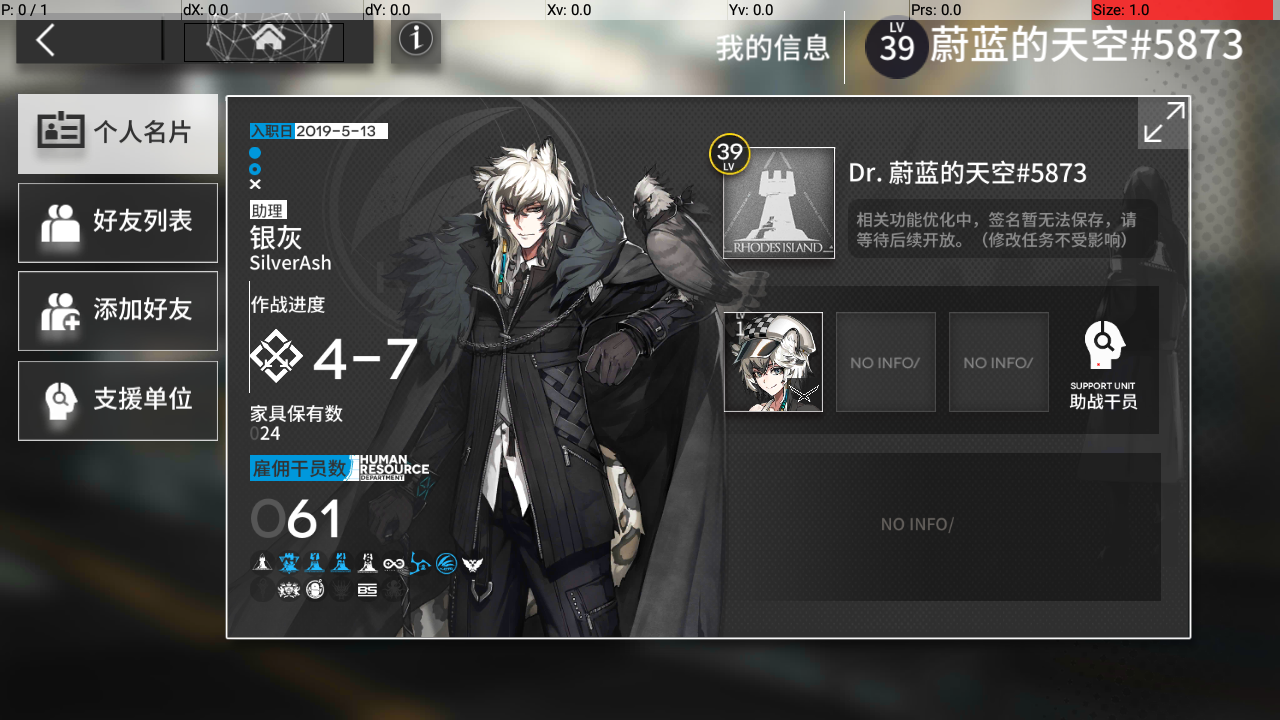 P: 0 / 1
dX: 0.0
dY: 0.0
Xv: 0.0
Yv: 0.0
Prs: 0.0
Size: 1.0
我的信息
LV
39
蔚蓝的天空#5873
个人名片
好友列表
添加好友
支援单位
入职日 2019-5-13
助理
银灰
SilverAsh
作战进度
4-7
家具保有数
024
雇佣干员数
HUMAN
RESOURCE
DEPARTMENT
061
BS
39
LV
RHODES ISLAND
Dr. 蔚蓝的天空#5873
相关功能优化中，签名暂无法保存，请
等待后续开放。（修改任务不受影响）
LV
1
NO INFO/
NO INFO/
SUPPORT UNIT
助战干员
NO INFO/